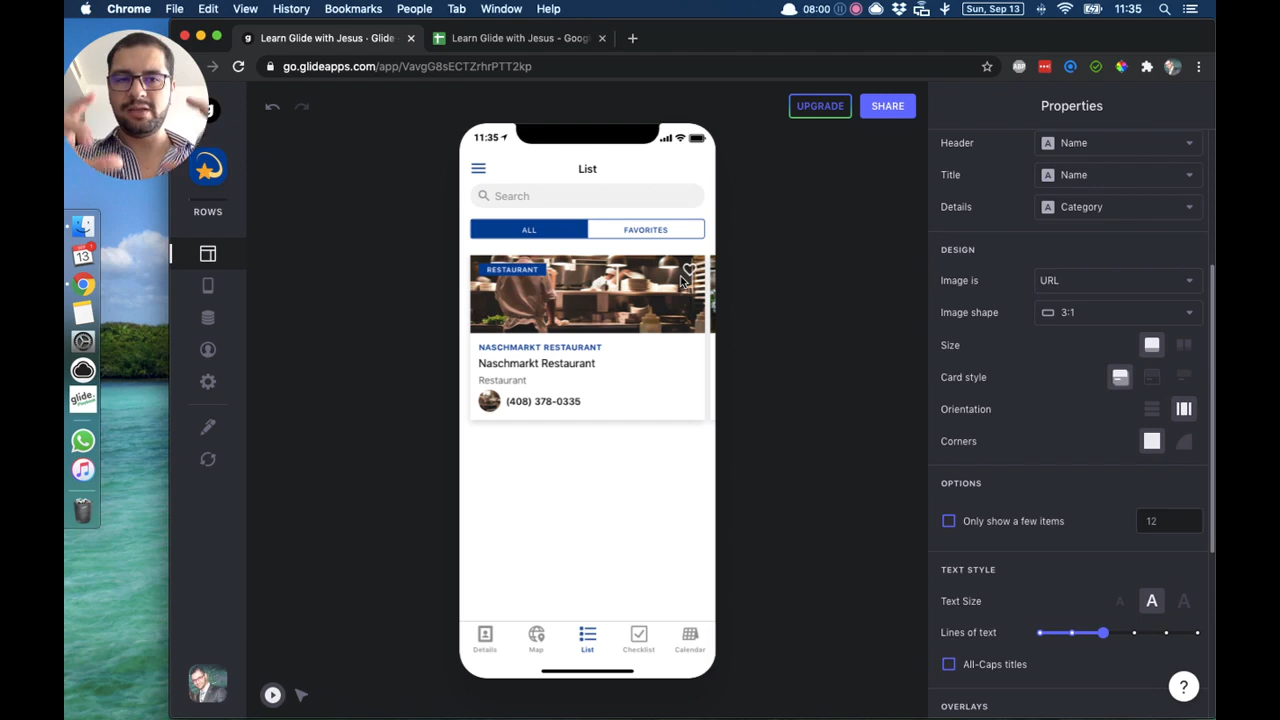 Chrome File Edit View History Bookmarks People Tab Window Help 08:00 Sun, Sep 13 11:35
Learn Glide with Jesus · Glide Learn Glide with Jesus - Goog
go.glideapps.com/app/VavgG8sECTZrhrPTT2kp
UPGRADE SHARE
Properties
ROWS
13
glide.
11:35
List
Search
ALL FAVORITES
RESTAURANT
NASCHMARKT RESTAURANT
Naschmarkt Restaurant
Restaurant
(408) 378-0335
Details Map List Checklist Calendar
Header Name
Title Name
Details Category
DESIGN
Image is URL
Image shape 3:1
Size
Card style
Orientation
Corners
OPTIONS
Only show a few items 12
TEXT STYLE
Text Size A A A
Lines of text
All-Caps titles
OVERLAYS
?